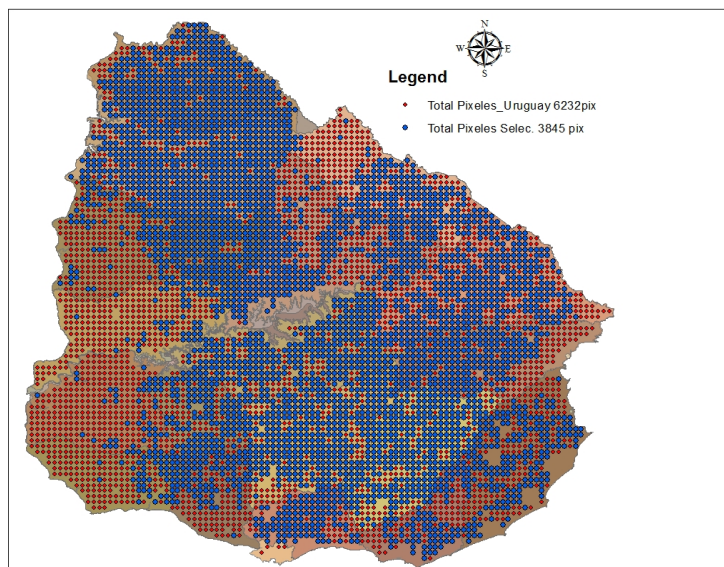 N
W E
S
Legend
Total Pixeles_Uruguay 6232pix
Total Pixeles Selec. 3845 pix